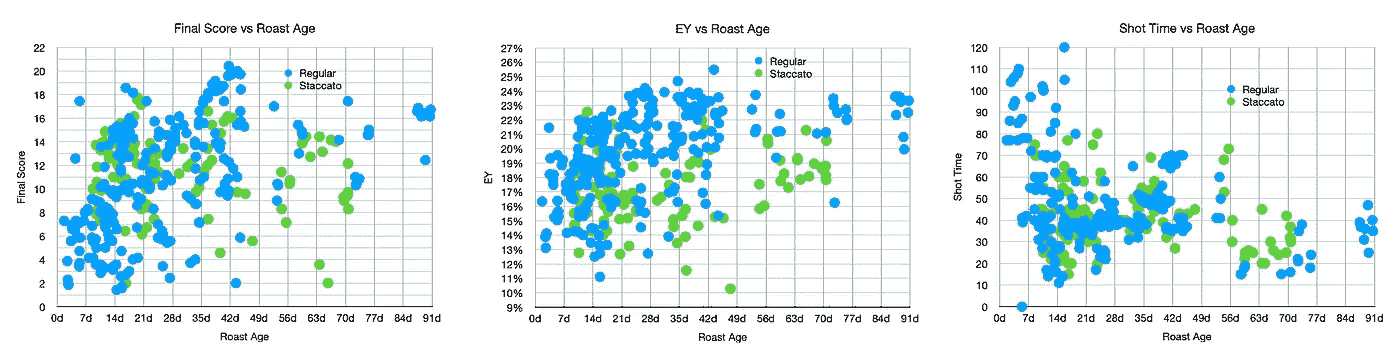 Final Score vs Roast Age
Final Score
22
20
18
16
14
12
10
8
6
4
2
0
Regular
Staccato
0d 7d 14d 21d 28d 35d 42d 49d 56d 63d 70d 77d 84d 91d
Roast Age
EY vs Roast Age
EY
27%
26%
25%
24%
23%
22%
21%
20%
19%
18%
17%
16%
15%
14%
13%
12%
11%
10%
9%
Regular
Staccato
0d 7d 14d 21d 28d 35d 42d 49d 56d 63d 70d 77d 84d 91d
Roast Age
Shot Time vs Roast Age
Shot Time
120
110
100
90
80
70
60
50
40
30
20
10
0
Regular
Staccato
0d 7d 14d 21d 28d 35d 42d 49d 56d 63d 70d 77d 84d 91d
Roast Age